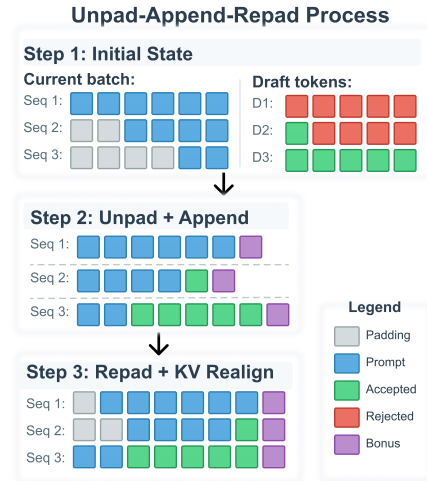 Unpad-Append-Repad Process
Step 1: Initial State
Current batch:
Seq 1:
Seq 2:
Seq 3:
Draft tokens:
D1:
D2:
D3:
Step 2: Unpad + Append
Seq 1:
Seq 2:
Seq 3:
Step 3: Repad + KV Realign
Seq 1:
Seq 2:
Seq 3:
Legend
Padding
Prompt
Accepted
Rejected
Bonus